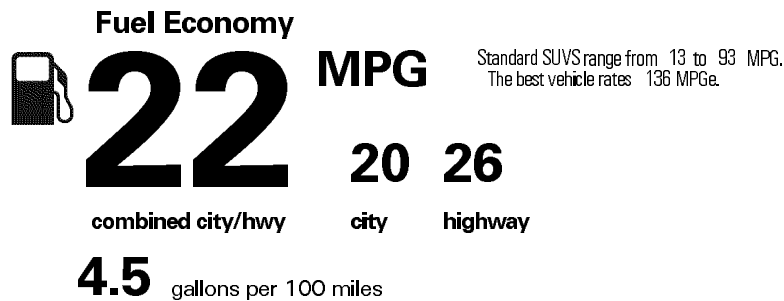 Fuel Economy
22 MPG
Standard SUVS range from 13 to 93 MPG.
The best vehicle rates 136 MPGe.
20 26
combined city/hwy city highway
4.5 gallons per 100 miles